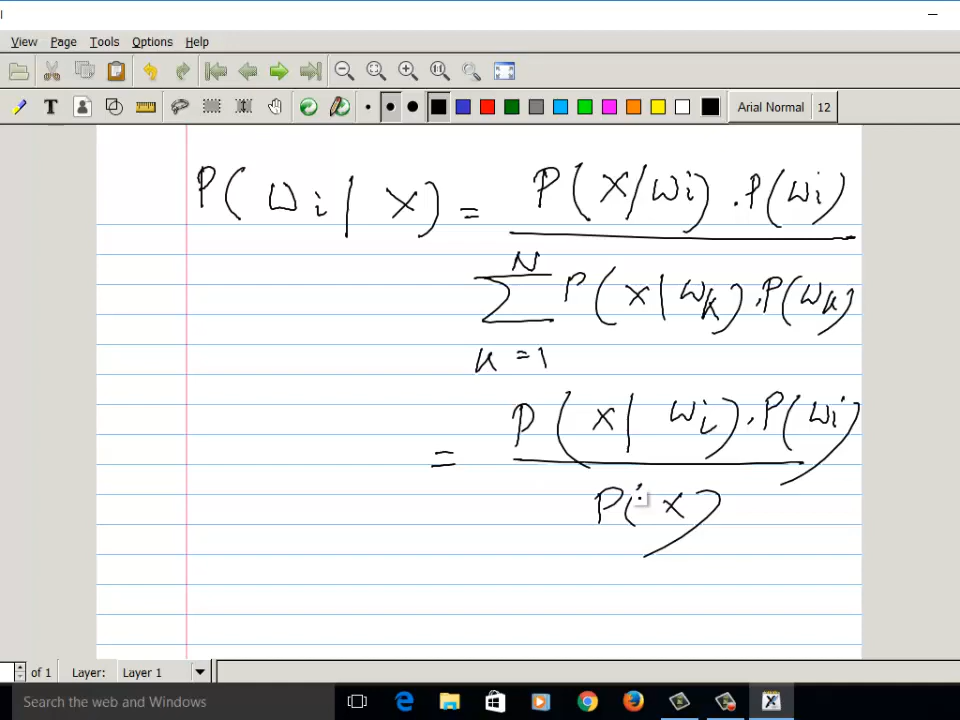 View Page Tools Options Help
T Arial Normal 12
P( ωi | X) = P( X/ωi) . P(ωi)
N
∑ P( X | ωk) . P(ωk)
k = 1
= P( X | ωi) . P(ωi)
P( X)
of 1 Layer: Layer 1
Search the web and Windows